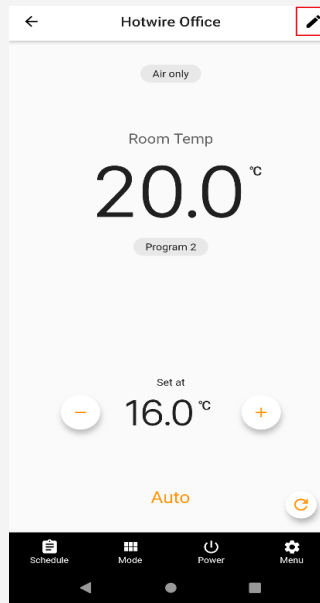 Hotwire Office
Air only
Room Temp
20.0 °C
Program 2
Set at
16.0 °C
Auto
Schedule Mode Power Menu